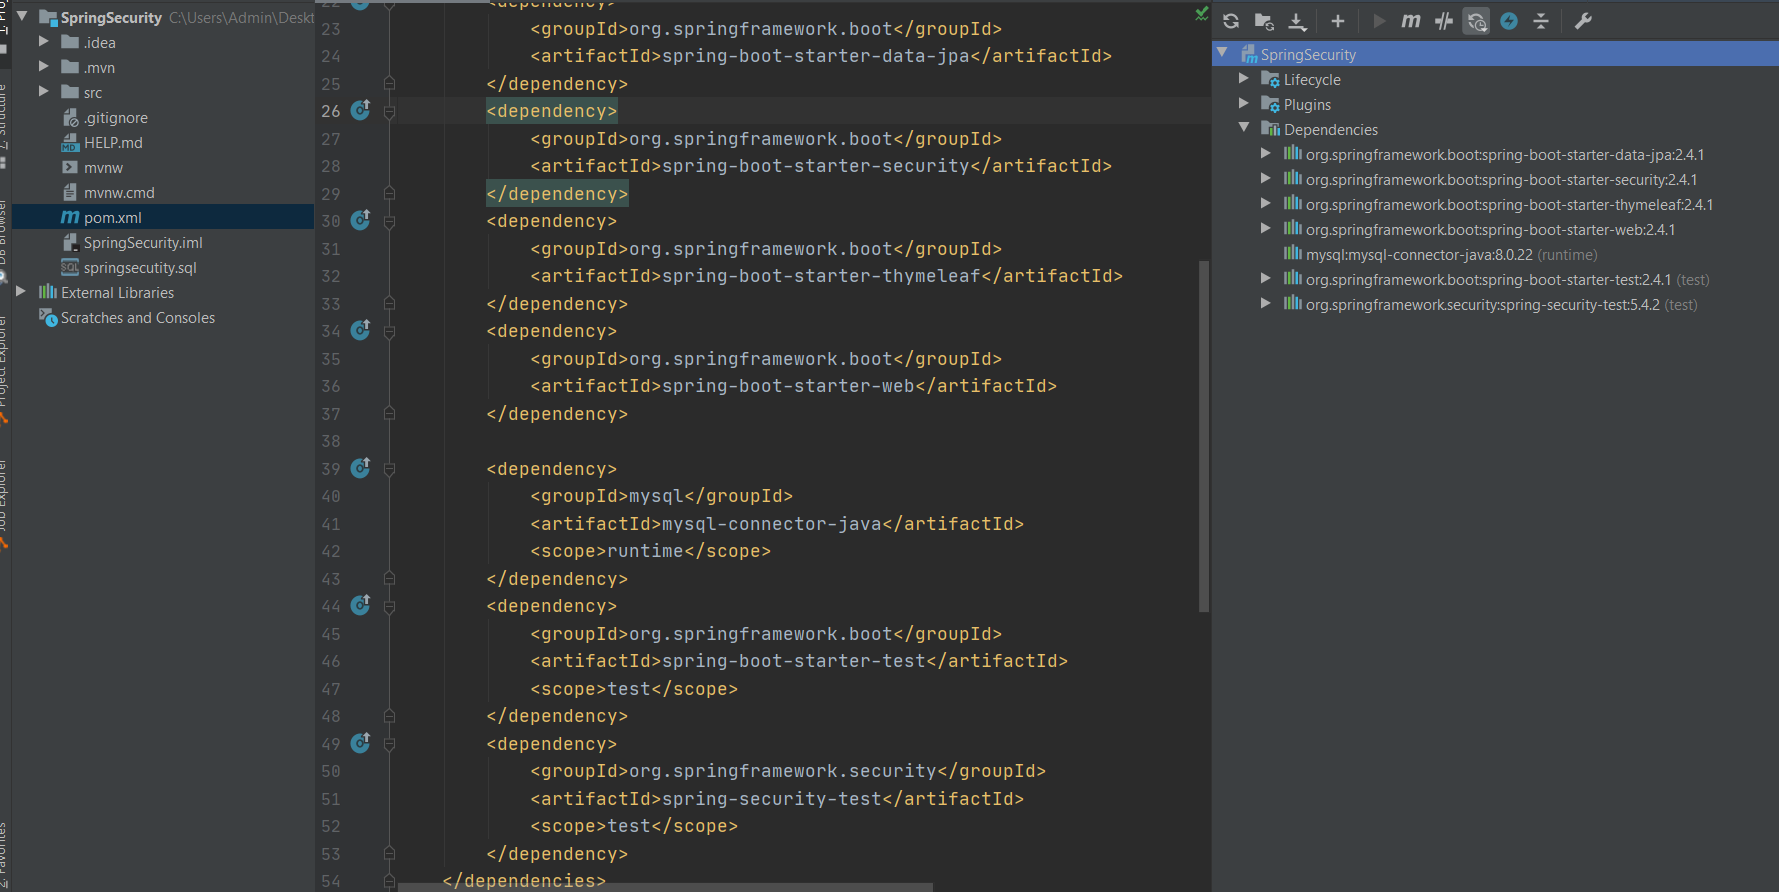 SpringSecurity C:\Users\Admin\Deskt
.idea
.mvn
src
.gitignore
HELP.md
mvnw
mvnw.cmd
pom.xml
SpringSecurity.iml
springsecutity.sql
External Libraries
Scratches and Consoles
Structure
DB Browser
Project Explorer
Job Explorer
2: Favorites
22 <dependency>
23 <groupId>org.springframework.boot</groupId>
24 <artifactId>spring-boot-starter-data-jpa</artifactId>
25 </dependency>
26 <dependency>
27 <groupId>org.springframework.boot</groupId>
28 <artifactId>spring-boot-starter-security</artifactId>
29 </dependency>
30 <dependency>
31 <groupId>org.springframework.boot</groupId>
32 <artifactId>spring-boot-starter-thymeleaf</artifactId>
33 </dependency>
34 <dependency>
35 <groupId>org.springframework.boot</groupId>
36 <artifactId>spring-boot-starter-web</artifactId>
37 </dependency>
38
39 <dependency>
40 <groupId>mysql</groupId>
41 <artifactId>mysql-connector-java</artifactId>
42 <scope>runtime</scope>
43 </dependency>
44 <dependency>
45 <groupId>org.springframework.boot</groupId>
46 <artifactId>spring-boot-starter-test</artifactId>
47 <scope>test</scope>
48 </dependency>
49 <dependency>
50 <groupId>org.springframework.security</groupId>
51 <artifactId>spring-security-test</artifactId>
52 <scope>test</scope>
53 </dependency>
54 </dependencies>
SpringSecurity
Lifecycle
Plugins
Dependencies
org.springframework.boot:spring-boot-starter-data-jpa:2.4.1
org.springframework.boot:spring-boot-starter-security:2.4.1
org.springframework.boot:spring-boot-starter-thymeleaf:2.4.1
org.springframework.boot:spring-boot-starter-web:2.4.1
mysql:mysql-connector-java:8.0.22 (runtime)
org.springframework.boot:spring-boot-starter-test:2.4.1 (test)
org.springframework.security:spring-security-test:5.4.2 (test)